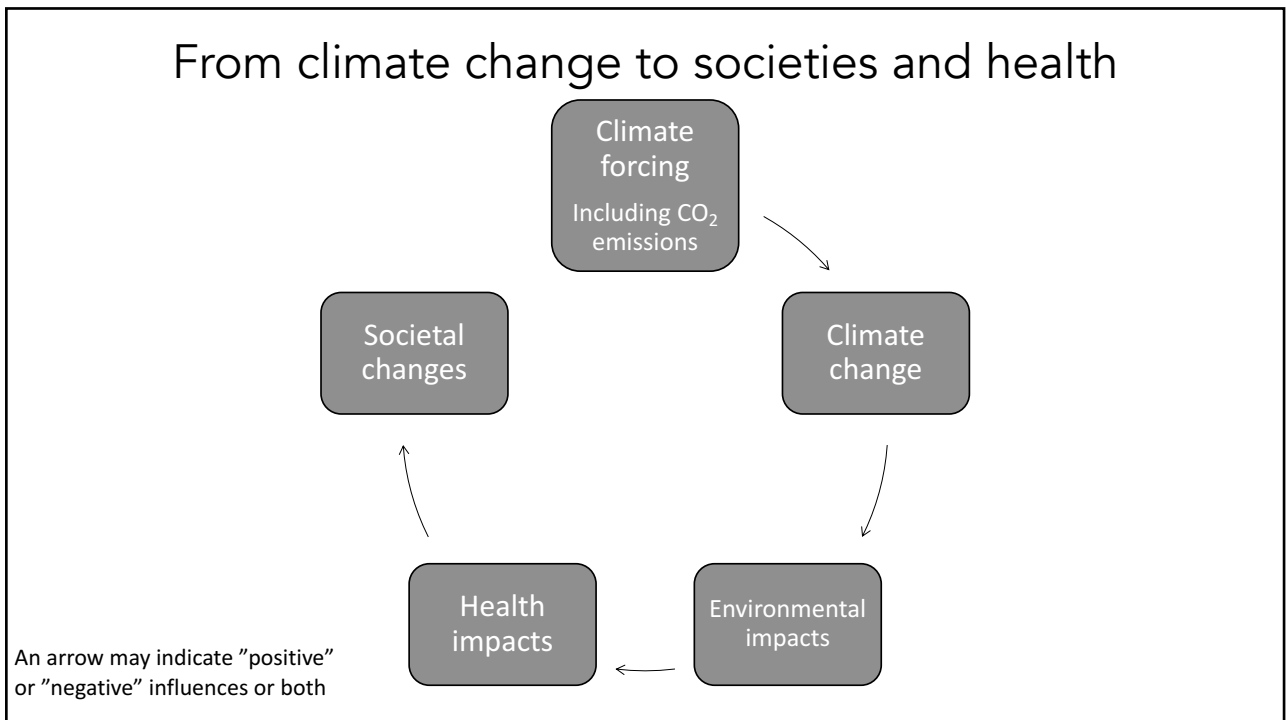 From climate change to societies and health
Climate
forcing
Including CO₂
emissions
Societal
changes
Climate
change
Health
impacts
Environmental
impacts
An arrow may indicate ”positive”
or ”negative” influences or both